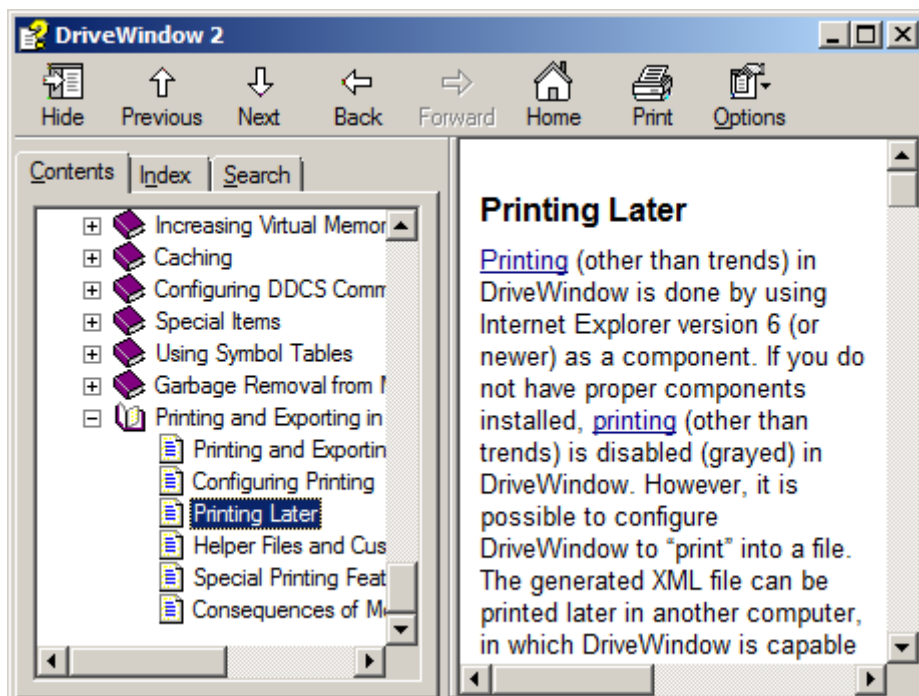 DriveWindow 2
Hide Previous Next Back Forward Home Print Options
Contents Index Search
Increasing Virtual Memor
Caching
Configuring DDCS Comm
Special Items
Using Symbol Tables
Garbage Removal from
Printing and Exporting in
Printing and Exportin
Configuring Printing
Printing Later
Helper Files and Cus
Special Printing Feat
Consequences of Mo
Printing Later
Printing (other than trends) in
DriveWindow is done by using
Internet Explorer version 6 (or
newer) as a component. If you do
not have proper components
installed, printing (other than
trends) is disabled (grayed) in
DriveWindow. However, it is
possible to configure
DriveWindow to “print” into a file.
The generated XML file can be
printed later in another computer,
in which DriveWindow is capable